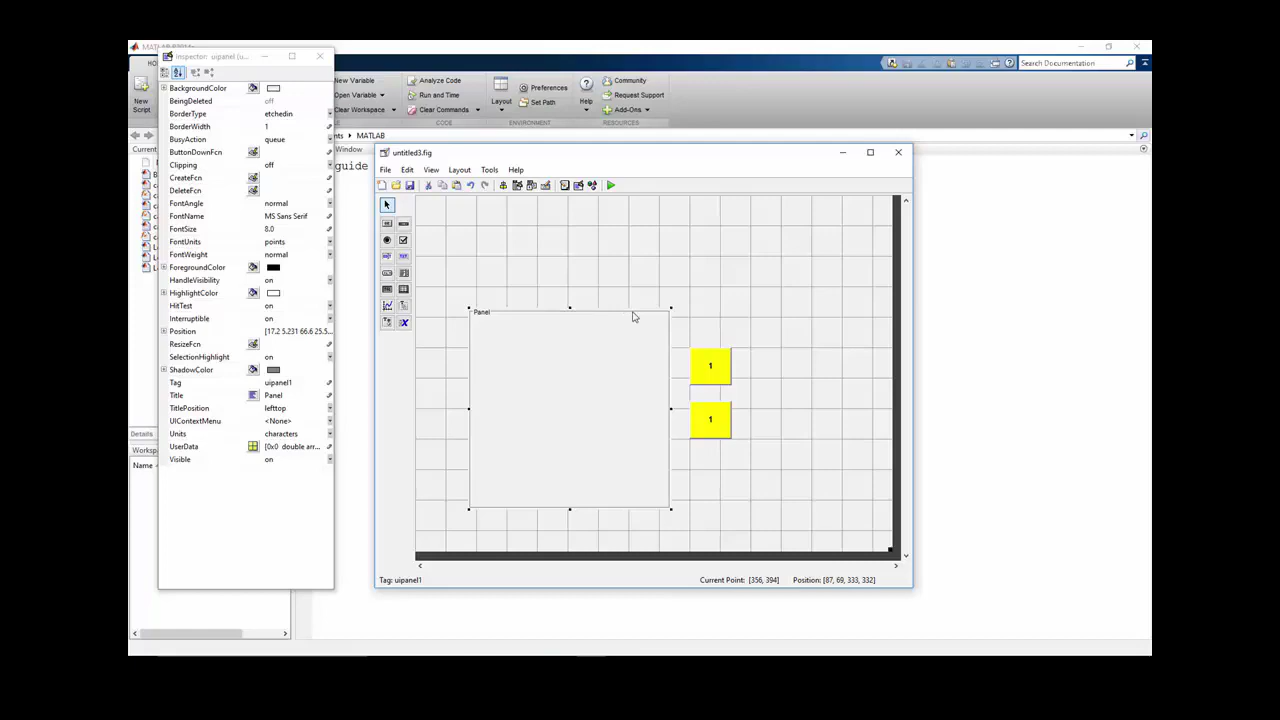 Inspector: uipanel (u...
New Variable
Analyze Code
Preferences
Community
Search Documentation
Open Variable
Run and Time
Set Path
Request Support
Clear Workspace
Clear Commands
Add-Ons
New
Script
Layout
Help
CODE
ENVIRONMENT
RESOURCES
MATLAB
Window
guide
BackgroundColor
BeingDeleted off
BorderType etchedin
BorderWidth 1
BusyAction queue
ButtonDownFcn
Clipping off
CreateFcn
DeleteFcn
FontAngle normal
FontName MS Sans Serif
FontSize 8.0
FontUnits points
FontWeight normal
ForegroundColor
HandleVisibility on
HighlightColor
HitTest on
Interruptible on
Position [17.2 5.231 66.6 25.5...
ResizeFcn
SelectionHighlight on
ShadowColor
Tag uipanel1
Title Panel
TitlePosition lefttop
UIContextMenu <None>
Units characters
UserData [0x0 double arr...
Visible on
Details
Name
untitled3.fig
File Edit View Layout Tools Help
Panel
1
1
Tag: uipanel1
Current Point: [356, 394]
Position: [87, 69, 333, 332]